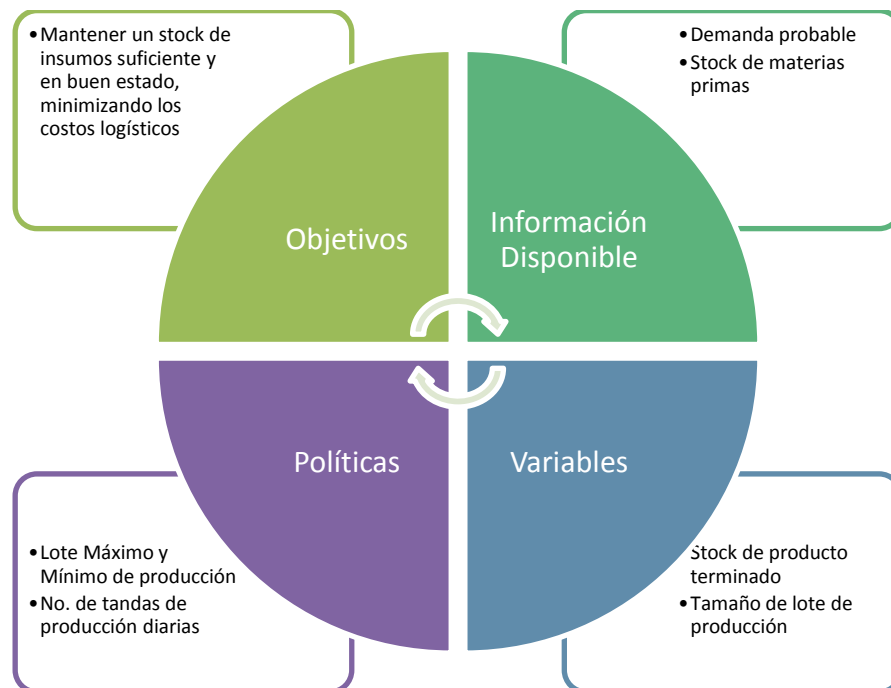 •Mantener un stock de
insumos suficiente y
en buen estado,
minimizando los
costos logísticos
•Demanda probable
•Stock de materias
primas
Objetivos
Información
Disponible
Políticas
Variables
•Lote Máximo y
Mínimo de producción
•No. de tandas de
producción diarias
Stock de producto
terminado
•Tamaño de lote de
producción